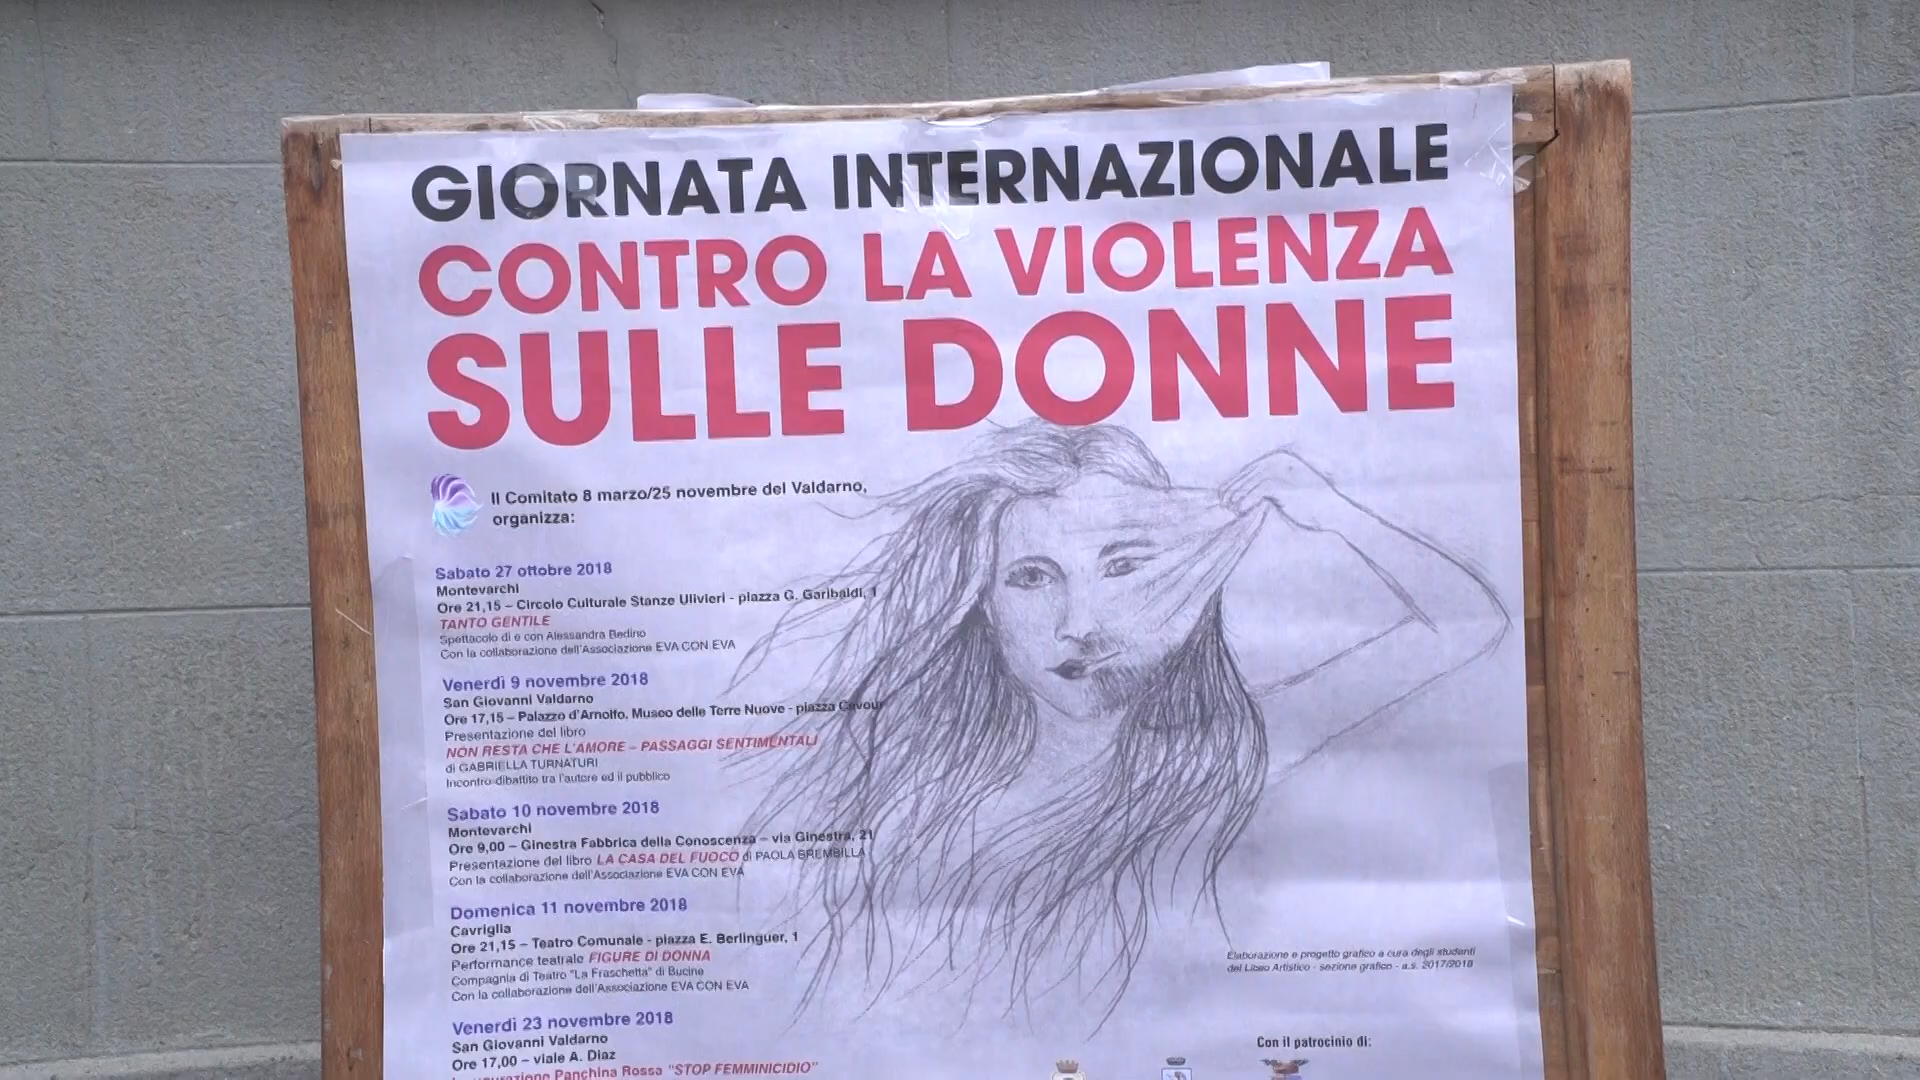 GIORNATA INTERNAZIONALE
CONTRO LA VIOLENZA
SULLE DONNE
Il Comitato 8 marzo/25 novembre del Valdarno,
organizza:
Sabato 27 ottobre 2018
Montevarchi
Ore 21,15 – Circolo Culturale Stanze Ulivieri - piazza G. Garibaldi, 1
TANTO GENTILE
Spettacolo di e con Alessandra Bedino
Con la collaborazione dell'Associazione EVA CON EVA
Venerdì 9 novembre 2018
San Giovanni Valdarno
Ore 17,15 – Palazzo d'Arnolfo. Museo delle Terre Nuove - piazza Cavour
Presentazione del libro
NON RESTA CHE L'AMORE – PASSAGGI SENTIMENTALI
di GABRIELLA TURNATURI
Incontro-dibattito tra l'autore ed il pubblico
Sabato 10 novembre 2018
Montevarchi
Ore 9,00 – Ginestra Fabbrica della Conoscenza – via Ginestra, 21
Presentazione del libro LA CASA DEL FUOCO di PAOLA BREMBILLA
Con la collaborazione dell'Associazione EVA CON EVA
Domenica 11 novembre 2018
Cavriglia
Ore 21,15 – Teatro Comunale - piazza E. Berlinguer, 1
Performance teatrale FIGURE DI DONNA
Compagnia di Teatro "La Fraschetta" di Bucine
Con la collaborazione dell'Associazione EVA CON EVA
Elaborazione e progetto grafico a cura degli studenti
del Liceo Artistico - sezione grafico - a.s. 2017/2018
Venerdì 23 novembre 2018
San Giovanni Valdarno
Ore 17,00 – viale A. Diaz
Con il patrocinio di:
Panchina Rossa "STOP FEMMINICIDIO"